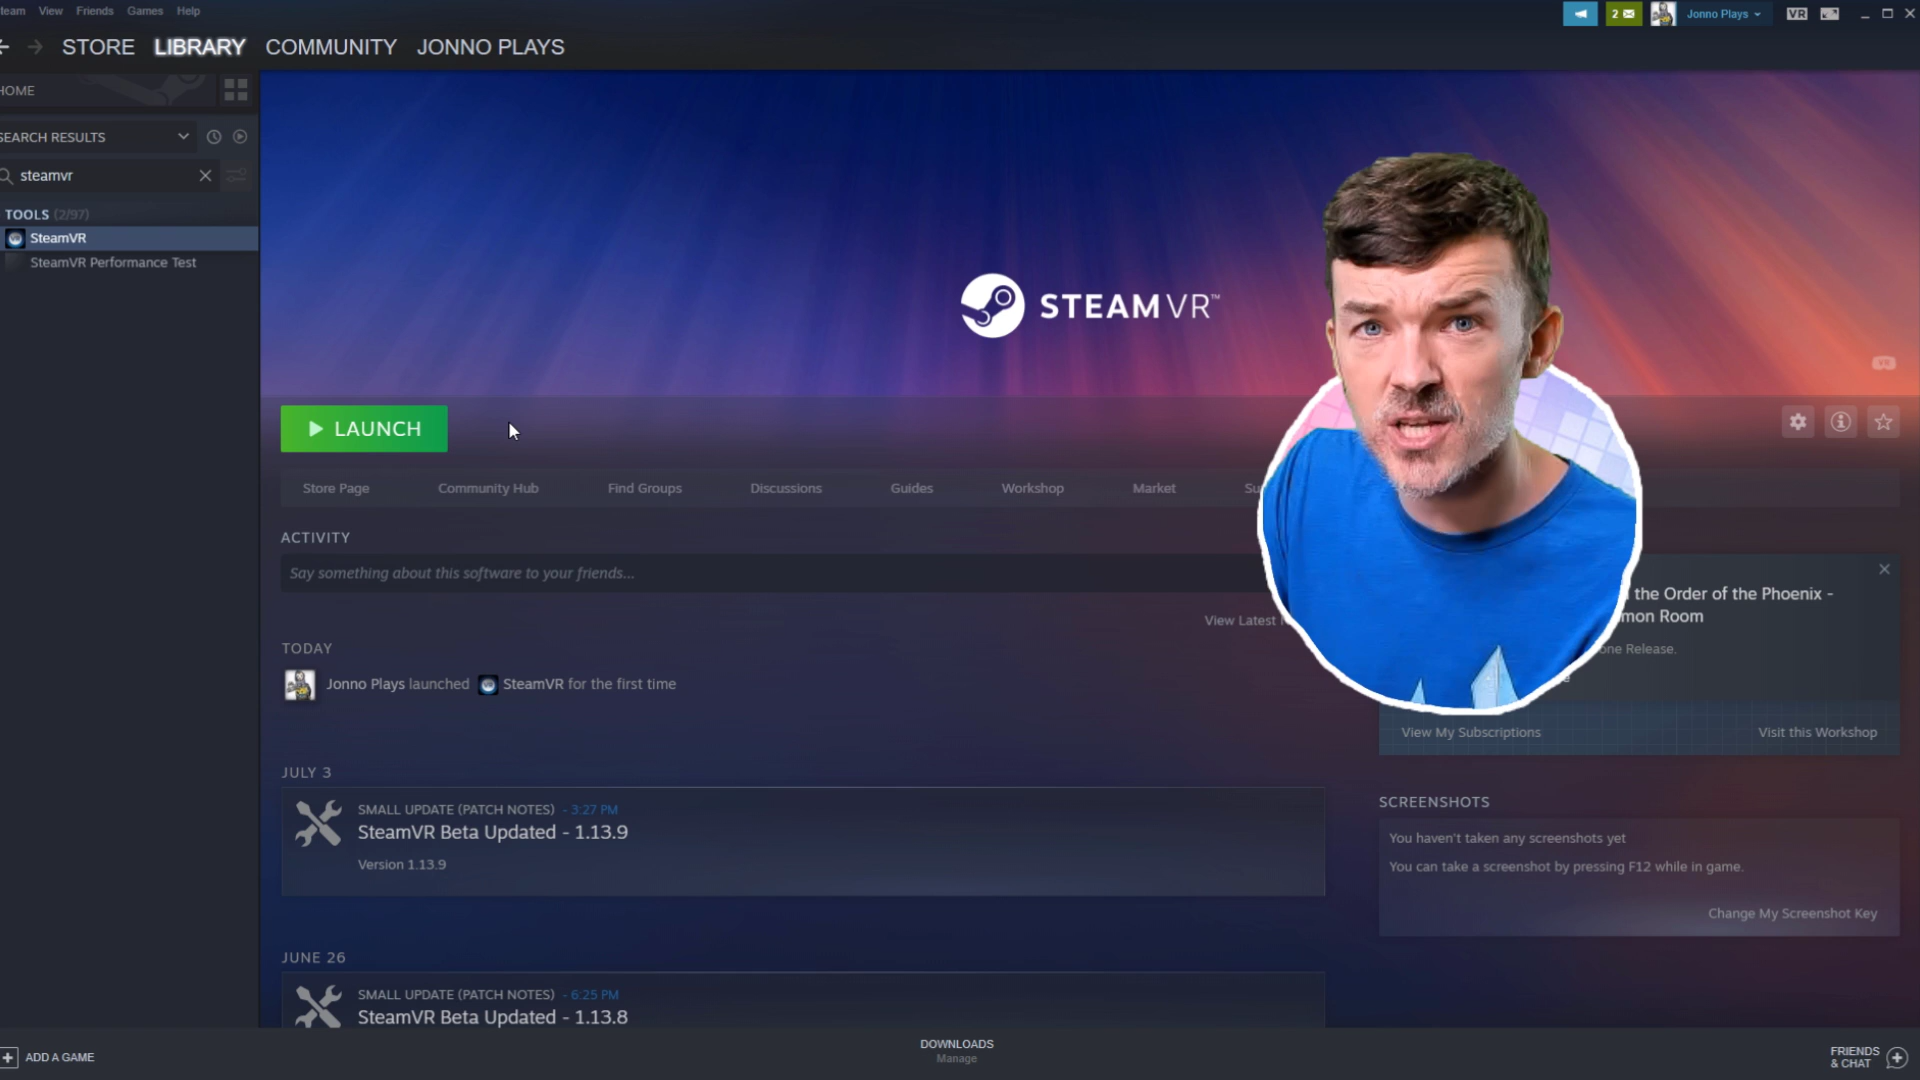 team View Friends Games Help
2
Jonno Plays
VR
STORE LIBRARY COMMUNITY JONNO PLAYS
HOME
SEARCH RESULTS
steamvr
TOOLS (2/97)
SteamVR
SteamVR Performance Test
STEAMVR™
VR
LAUNCH
Store Page Community Hub Find Groups Discussions Guides Workshop Market Su
ACTIVITY
Say something about this software to your friends...
View Latest
TODAY
Jonno Plays launched SteamVR for the first time
JULY 3
SMALL UPDATE (PATCH NOTES) - 3:27 PM
SteamVR Beta Updated - 1.13.9
Version 1.13.9
JUNE 26
SMALL UPDATE (PATCH NOTES) - 6:25 PM
SteamVR Beta Updated - 1.13.8
the Order of the Phoenix -
mon Room
one Release.
View My Subscriptions Visit this Workshop
SCREENSHOTS
You haven't taken any screenshots yet
You can take a screenshot by pressing F12 while in game.
Change My Screenshot Key
ADD A GAME
DOWNLOADS
Manage
FRIENDS
& CHAT